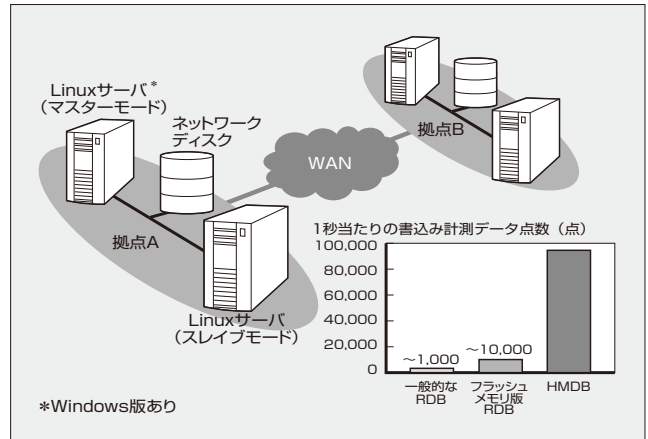 Linuxサーバ*
（マスターモード）
ネットワーク
ディスク
拠点A
Linuxサーバ
（スレイブモード）
WAN
拠点B
1秒当たりの書込み計測データ点数（点）
100,000
80,000
60,000
40,000
20,000
0
～1,000
～10,000
一般的な
RDB
フラッシュ
メモリ版
RDB
HMDB
*Windows版あり